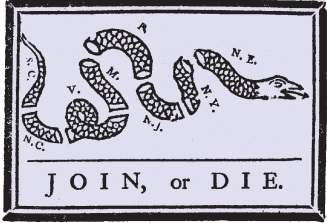 S.C.
N.C.
V.
M.
P
N.J.
N.Y.
N.E.
JOIN, or DIE.